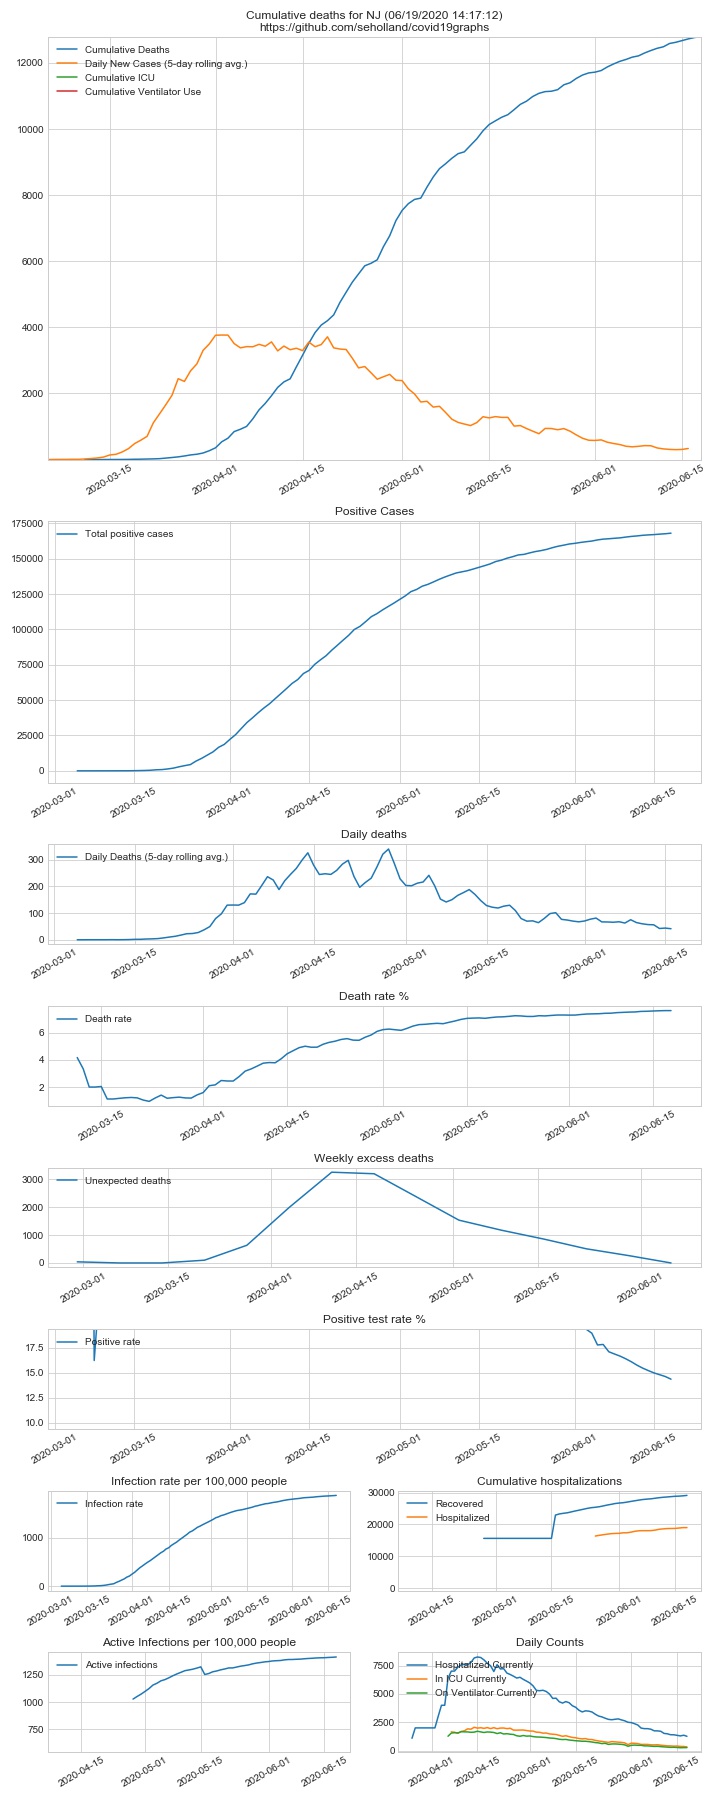 Cumulative deaths for NJ (06/19/2020 14:17:12)
https://github.com/seholland/covid19graphs
Cumulative Deaths
Daily New Cases (5-day rolling avg.)
Cumulative ICU
Cumulative Ventilator Use
12000
10000
8000
6000
4000
2000
2020-03-15 2020-04-01 2020-04-15 2020-05-01 2020-05-15 2020-06-01 2020-06-15
Positive Cases
Total positive cases
175000
150000
125000
100000
75000
50000
25000
0
2020-03-01 2020-03-15 2020-04-01 2020-04-15 2020-05-01 2020-05-15 2020-06-01 2020-06-15
Daily deaths
Daily Deaths (5-day rolling avg.)
300
200
100
0
2020-03-01 2020-03-15 2020-04-01 2020-04-15 2020-05-01 2020-05-15 2020-06-01 2020-06-15
Death rate %
Death rate
6
4
2
2020-03-15 2020-04-01 2020-04-15 2020-05-01 2020-05-15 2020-06-01 2020-06-15
Weekly excess deaths
Unexpected deaths
3000
2000
1000
0
2020-03-01 2020-03-15 2020-04-01 2020-04-15 2020-05-01 2020-05-15 2020-06-01
Positive test rate %
Positive rate
17.5
15.0
12.5
10.0
2020-03-01 2020-03-15 2020-04-01 2020-04-15 2020-05-01 2020-05-15 2020-06-01 2020-06-15
Infection rate per 100,000 people
Infection rate
1000
0
2020-03-01 2020-03-15 2020-04-01 2020-04-15 2020-05-01 2020-05-15 2020-06-01 2020-06-15
Cumulative hospitalizations
Recovered
Hospitalized
30000
20000
10000
0
2020-04-15 2020-05-01 2020-05-15 2020-06-01 2020-06-15
Active Infections per 100,000 people
Active infections
1250
1000
750
2020-04-15 2020-05-01 2020-05-15 2020-06-01 2020-06-15
Daily Counts
Hospitalized Currently
In ICU Currently
On Ventilator Currently
7500
5000
2500
0
2020-04-01 2020-04-15 2020-05-01 2020-05-15 2020-06-01 2020-06-15